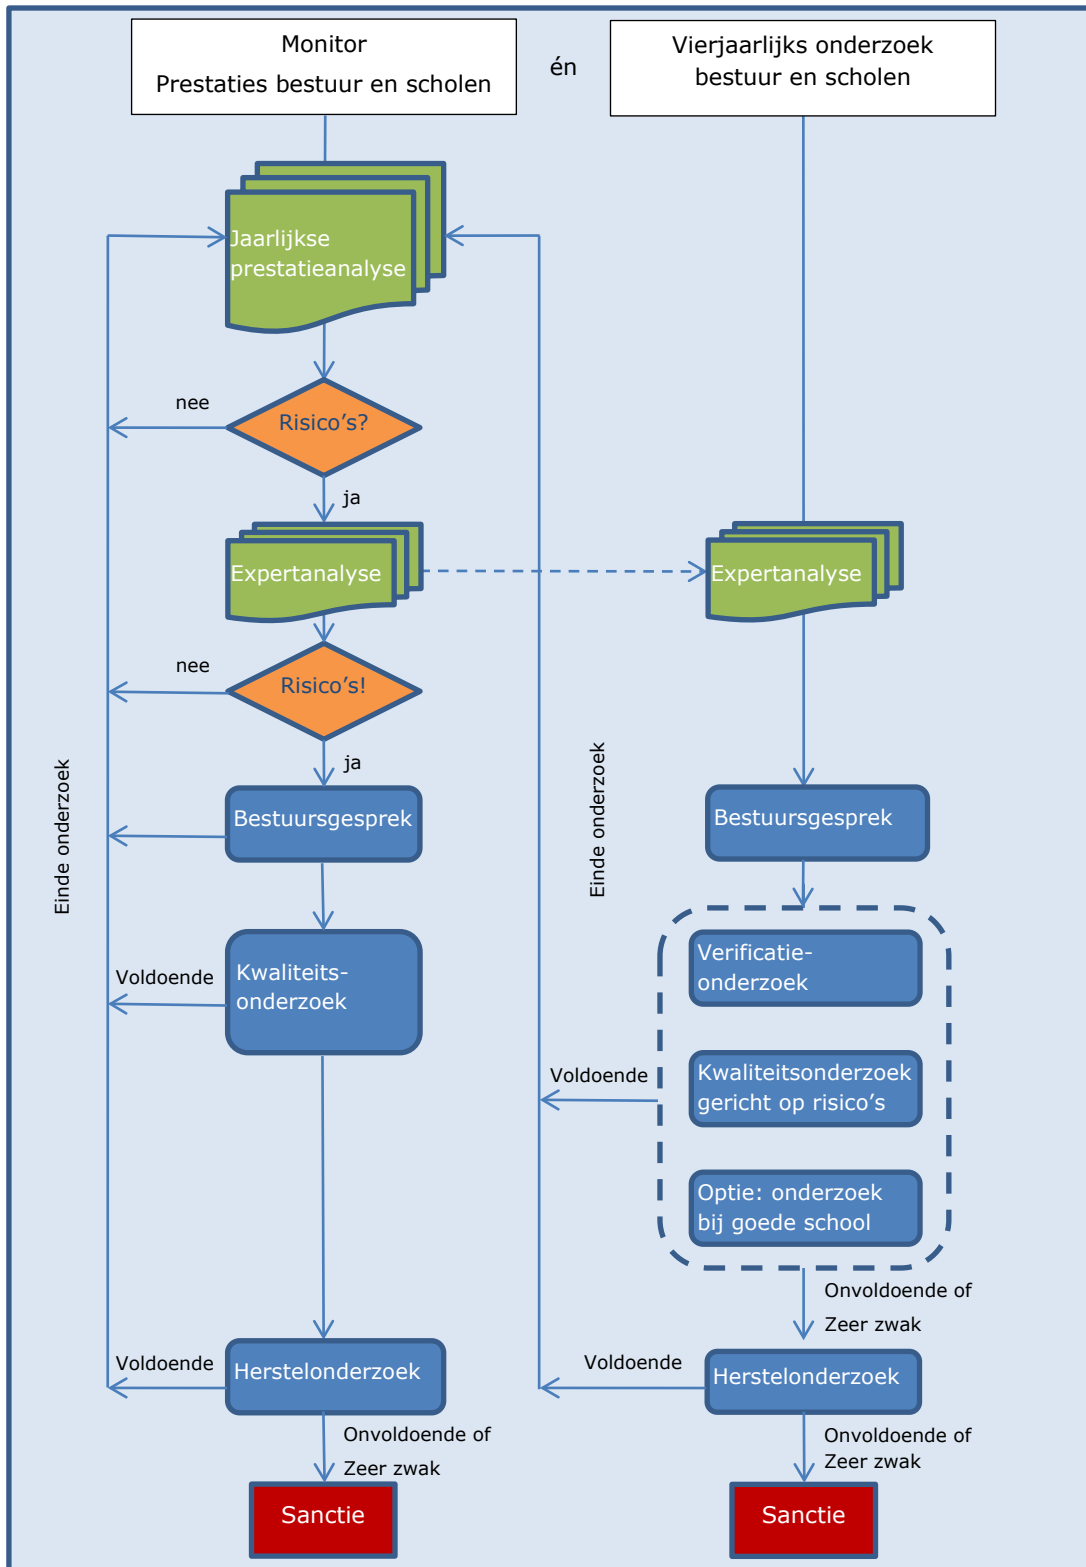 Monitor
Prestaties bestuur en scholen
én
Vierjaarlijks onderzoek
bestuur en scholen
Jaarlijkse
prestatieanalyse
nee
Risico's?
ja
Expertanalyse
Expertanalyse
nee
Risico's!
ja
Einde onderzoek
Bestuursgesprek
Einde onderzoek
Bestuursgesprek
Voldoende
Kwaliteits-
onderzoek
Verificatie-
onderzoek
Voldoende
Kwaliteitsonderzoek
gericht op risico's
Optie: onderzoek
bij goede school
Onvoldoende of
Zeer zwak
Voldoende
Herstelonderzoek
Voldoende
Herstelonderzoek
Onvoldoende of
Zeer zwak
Onvoldoende of
Zeer zwak
Sanctie
Sanctie